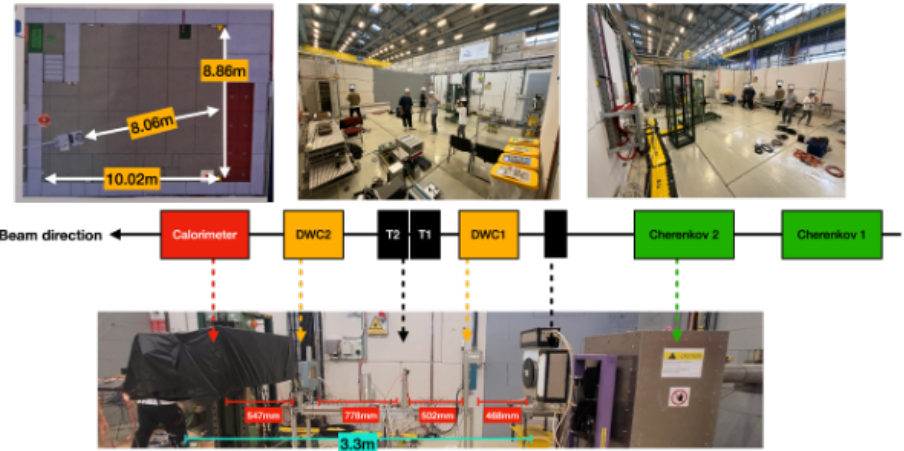 8.86m
8.06m
10.02m
Beam direction
Calorimeter
DWC2
T2
T1
DWC1
Cherenkov 2
Cherenkov 1
547mm
778mm
502mm
468mm
3.3m